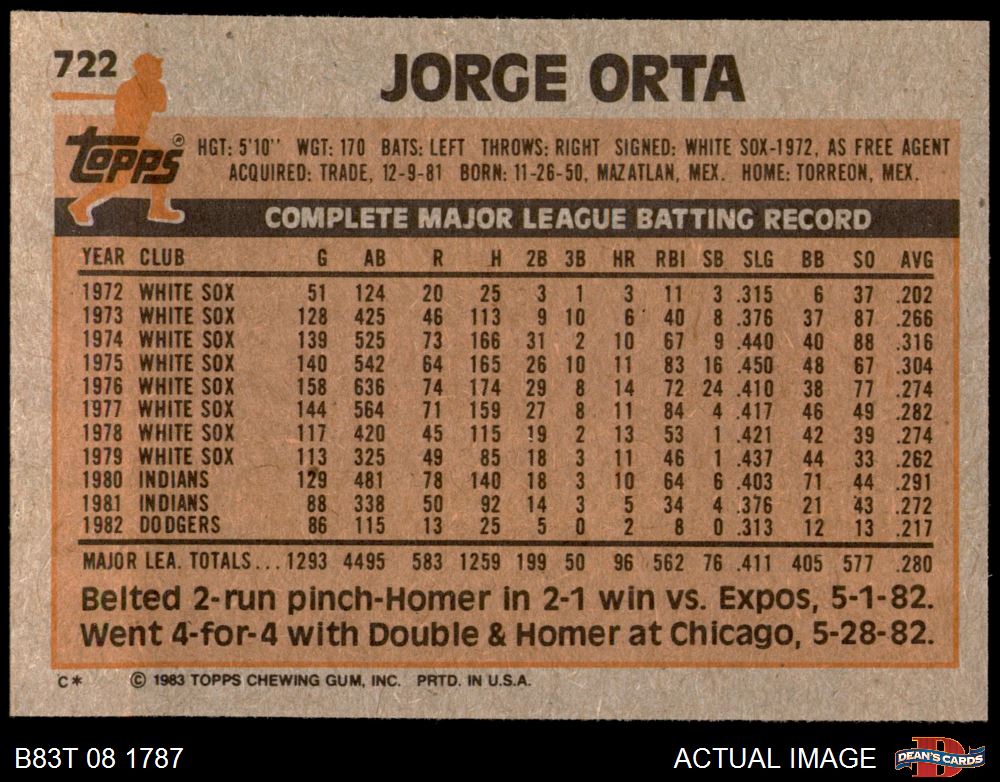 722
JORGE ORTA
TOPPS ®
HGT: 5'10" WGT: 170 BATS: LEFT THROWS: RIGHT SIGNED: WHITE SOX-1972, AS FREE AGENT
ACQUIRED: TRADE, 12-9-81 BORN: 11-26-50, MAZATLAN, MEX. HOME: TORREON, MEX.
COMPLETE MAJOR LEAGUE BATTING RECORD
YEAR CLUB G AB R H 2B 3B HR RBI SB SLG BB SO AVG
1972 WHITE SOX 51 124 20 25 3 1 3 11 3 .315 6 37 .202
1973 WHITE SOX 128 425 46 113 9 10 6 40 8 .376 37 87 .266
1974 WHITE SOX 139 525 73 166 31 2 10 67 9 .440 40 88 .316
1975 WHITE SOX 140 542 64 165 26 10 11 83 16 .450 48 67 .304
1976 WHITE SOX 158 636 74 174 29 8 14 72 24 .410 38 77 .274
1977 WHITE SOX 144 564 71 159 27 8 11 84 4 .417 46 49 .282
1978 WHITE SOX 117 420 45 115 19 2 13 53 1 .421 42 39 .274
1979 WHITE SOX 113 325 49 85 18 3 11 46 1 .437 44 33 .262
1980 INDIANS 129 481 78 140 18 3 10 64 6 .403 71 44 .291
1981 INDIANS 88 338 50 92 14 3 5 34 4 .376 21 43 .272
1982 DODGERS 86 115 13 25 5 0 2 8 0 .313 12 13 .217
MAJOR LEA. TOTALS... 1293 4495 583 1259 199 50 96 562 76 .411 405 577 .280
Belted 2-run pinch-Homer in 2-1 win vs. Expos, 5-1-82.
Went 4-for-4 with Double & Homer at Chicago, 5-28-82.
C* © 1983 TOPPS CHEWING GUM, INC. PRTD. IN U.S.A.
B83T 08 1787
ACTUAL IMAGE
D
DEAN'S CARDS